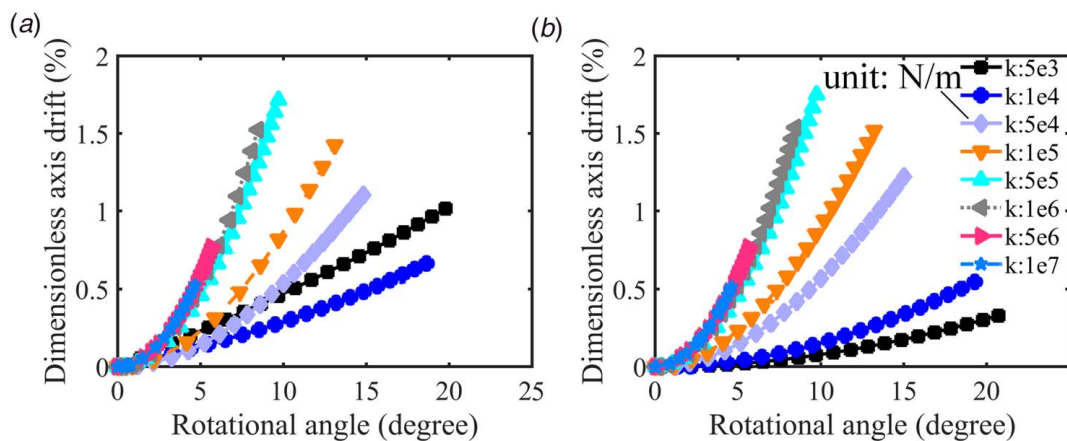 (a)
(b)
Dimensionless axis drift (%)
2
1.5
1
0.5
0
0
5
10
15
20
25
Rotational angle (degree)
Dimensionless axis drift (%)
2
1.5
1
0.5
0
0
5
10
15
20
Rotational angle (degree)
unit: N/m
k:5e3
k:1e4
k:5e4
k:1e5
k:5e5
k:1e6
k:5e6
k:1e7